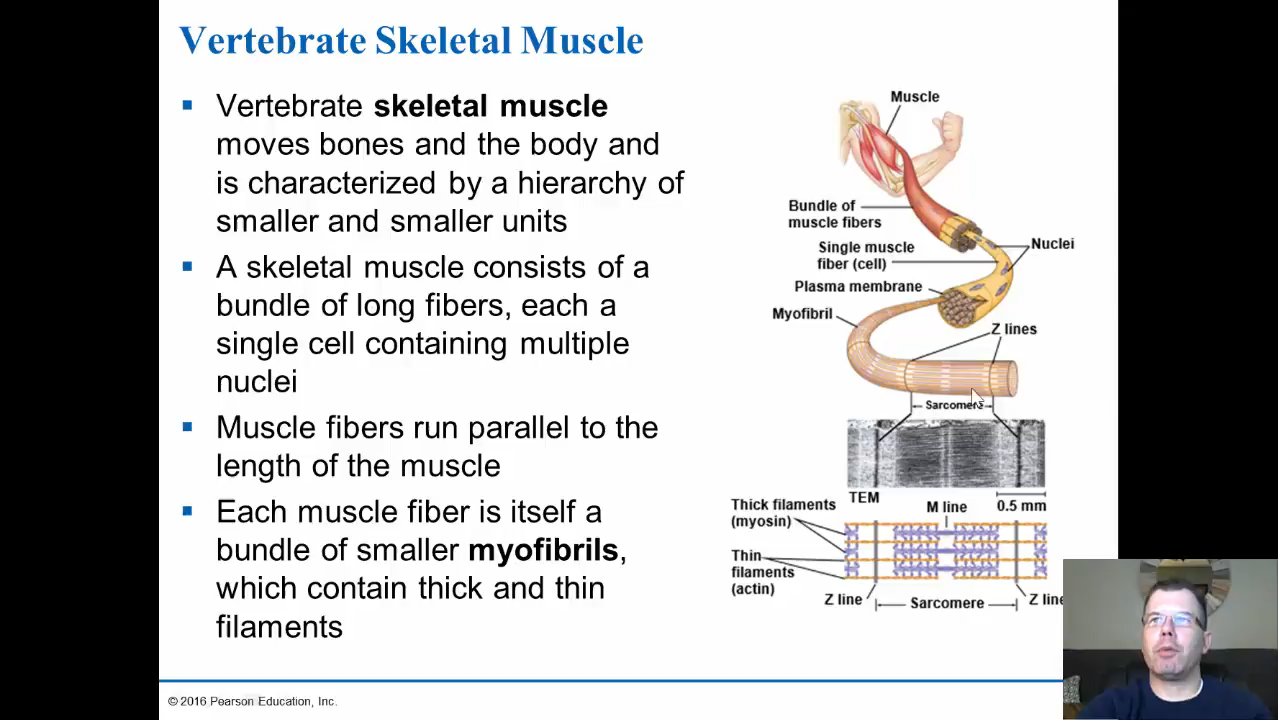 Vertebrate Skeletal Muscle
Vertebrate skeletal muscle
moves bones and the body and
is characterized by a hierarchy of
smaller and smaller units
A skeletal muscle consists of a
bundle of long fibers, each a
single cell containing multiple
nuclei
Muscle fibers run parallel to the
length of the muscle
Each muscle fiber is itself a
bundle of smaller myofibrils,
which contain thick and thin
filaments
Muscle
Bundle of
muscle fibers
Nuclei
Single muscle
fiber (cell)
Plasma membrane
Myofibril
Z lines
Sarcomere
TEM
0.5 mm
Thick filaments
(myosin)
M line
Thin
filaments
(actin)
Z line
Sarcomere
Z line
© 2016 Pearson Education, Inc.